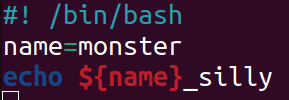 #! /bin/bash
name=monster
echo ${name}_silly